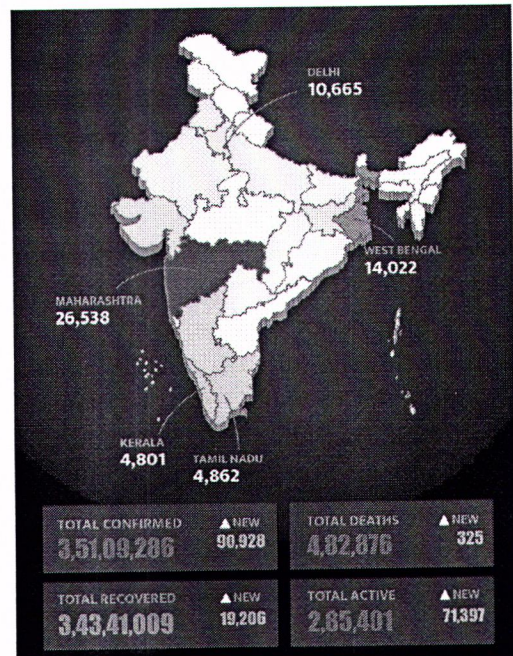 DELHI
10,665
WEST BENGAL
14,022
MAHARASHTRA
26,538
KERALA
4,801
TAMIL NADU
4,862
TOTAL CONFIRMED ▲NEW
3,51,09,286 90,928
TOTAL DEATHS ▲NEW
4,82,876 325
TOTAL RECOVERED ▲NEW
3,43,41,009 19,206
TOTAL ACTIVE ▲NEW
2,85,401 71,397